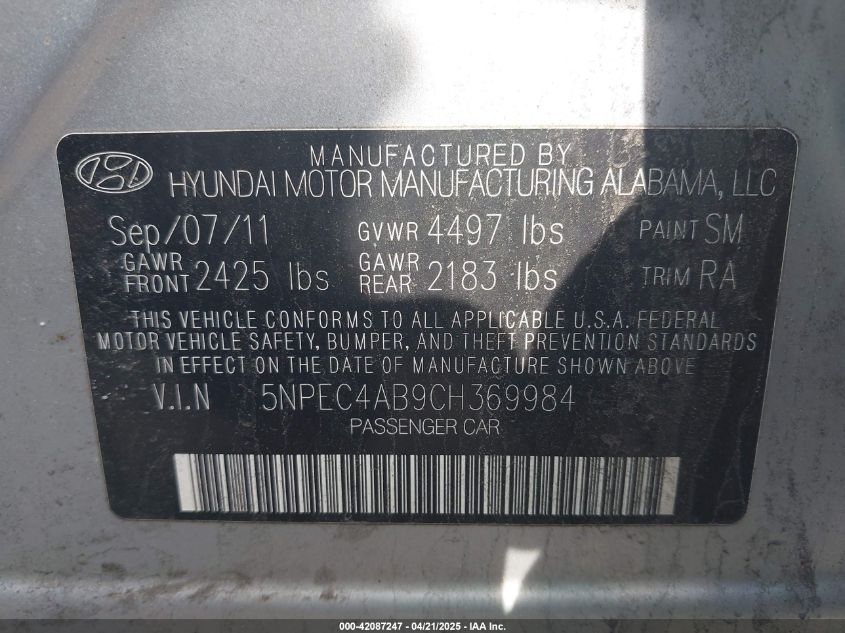 MANUFACTURED BY
HYUNDAI MOTOR MANUFACTURING ALABAMA, LLC
Sep/07/11 GVWR 4497 lbs PAINT SM
GAWR FRONT 2425 lbs GAWR REAR 2183 lbs TRIM RA
THIS VEHICLE CONFORMS TO ALL APPLICABLE U.S.A. FEDERAL
MOTOR VEHICLE SAFETY, BUMPER, AND THEFT PREVENTION STANDARDS
IN EFFECT ON THE DATE OF MANUFACTURE SHOWN ABOVE
V.I.N 5NPEC4AB9CH369984
PASSENGER CAR
000-42087247 - 04/21/2025 - IAA Inc.